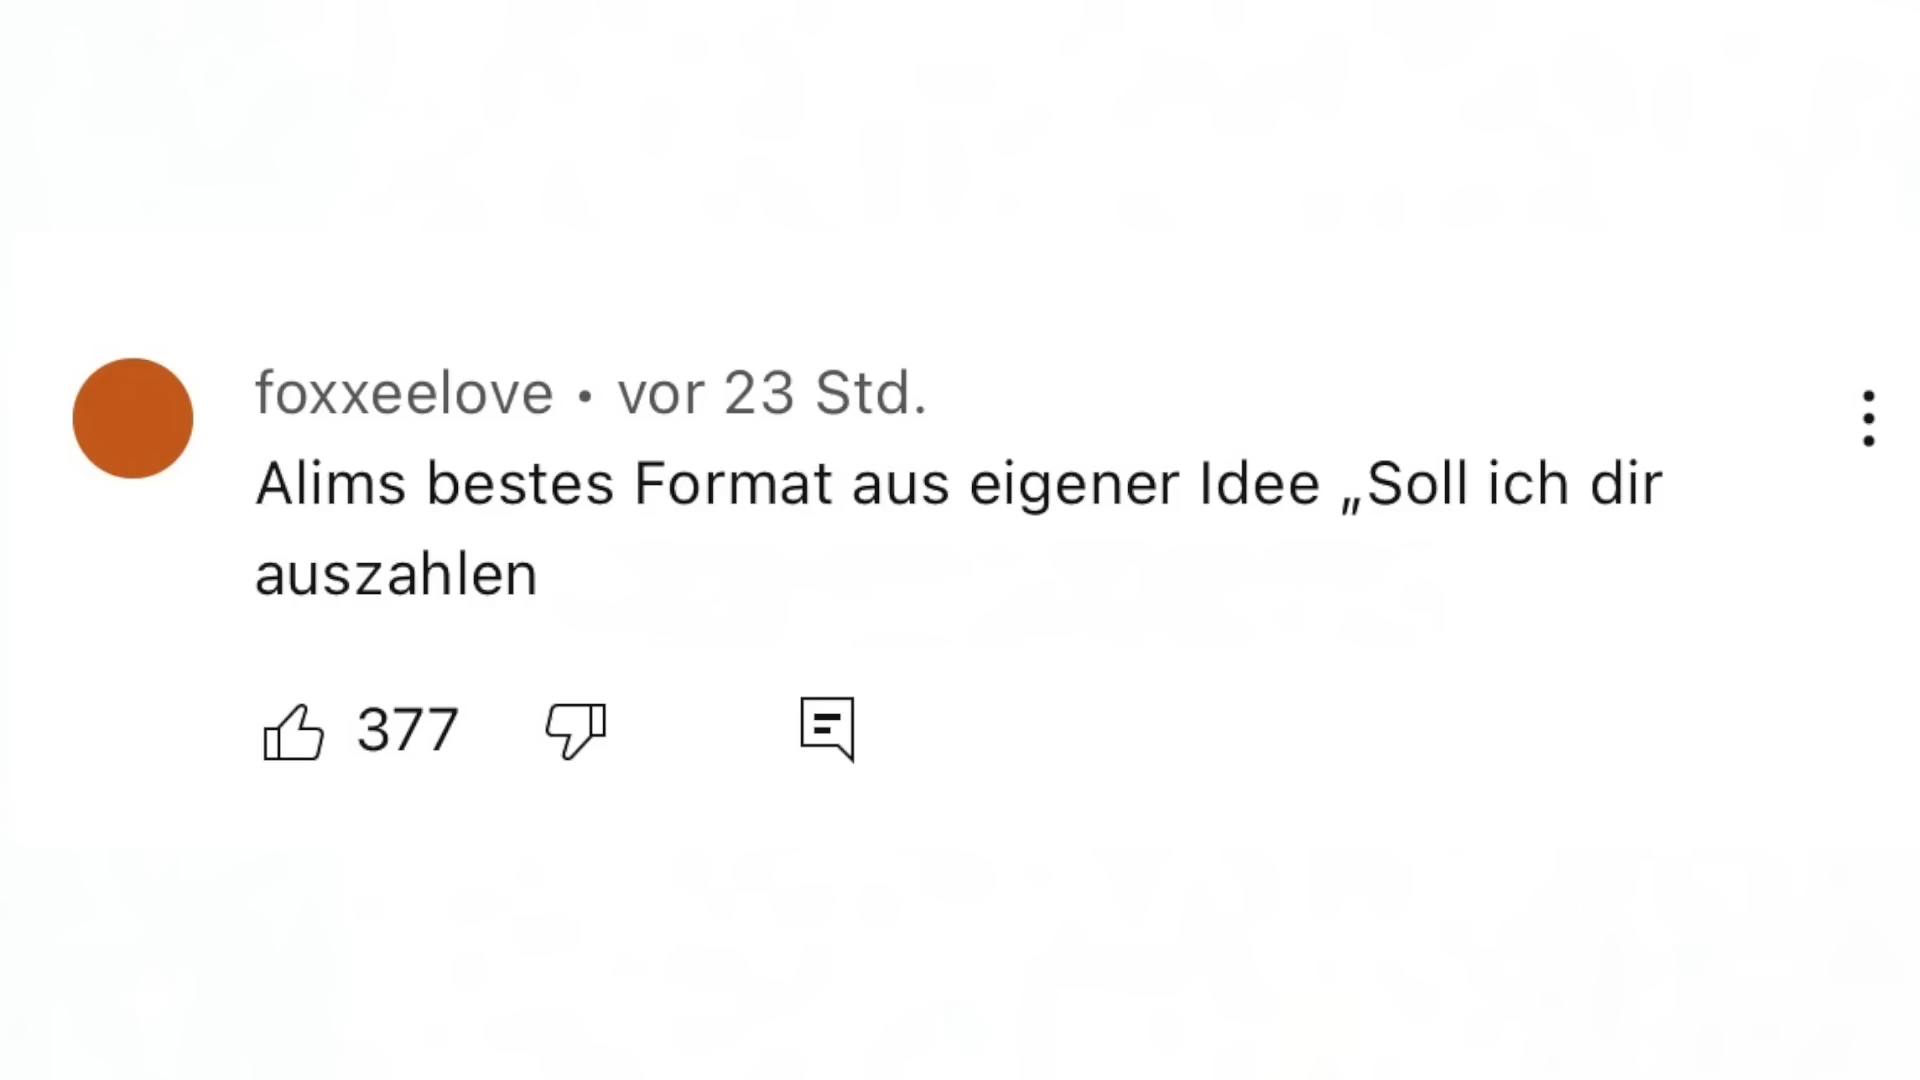 foxxeelove • vor 23 Std.
Alims bestes Format aus eigener Idee „Soll ich dir
auszahlen
377